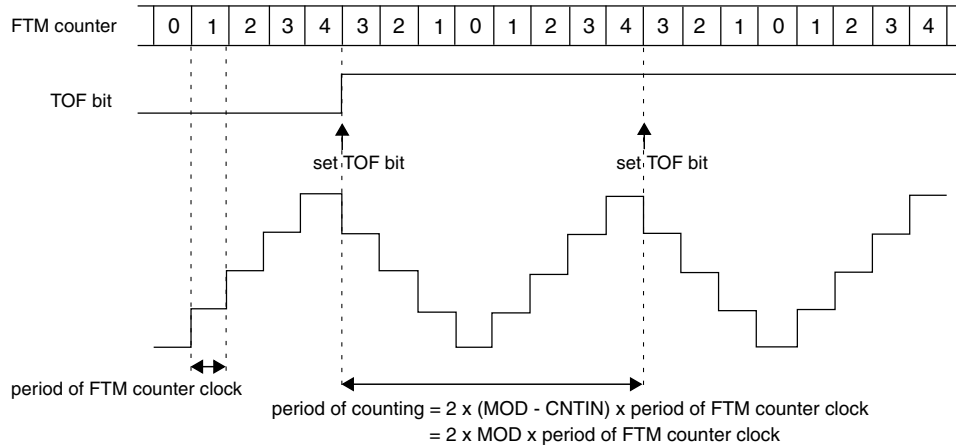 FTM counter 0 1 2 3 4 3 2 1 0 1 2 3 4 3 2 1 0 1 2 3 4
TOF bit
set TOF bit set TOF bit
period of FTM counter clock
period of counting = 2 x (MOD - CNTIN) x period of FTM counter clock
= 2 x MOD x period of FTM counter clock